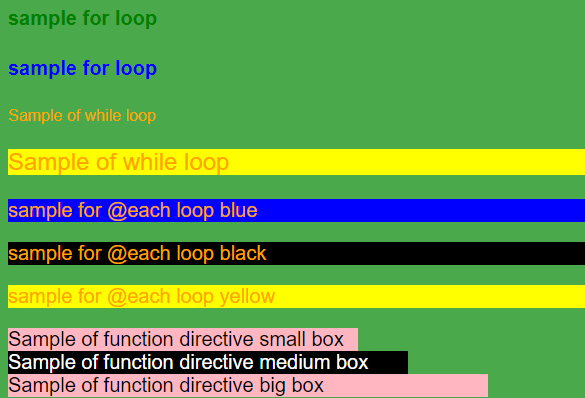 sample for loop
sample for loop
Sample of while loop
Sample of while loop
sample for @each loop blue
sample for @each loop black
sample for @each loop yellow
Sample of function directive small box
Sample of function directive medium box
Sample of function directive big box